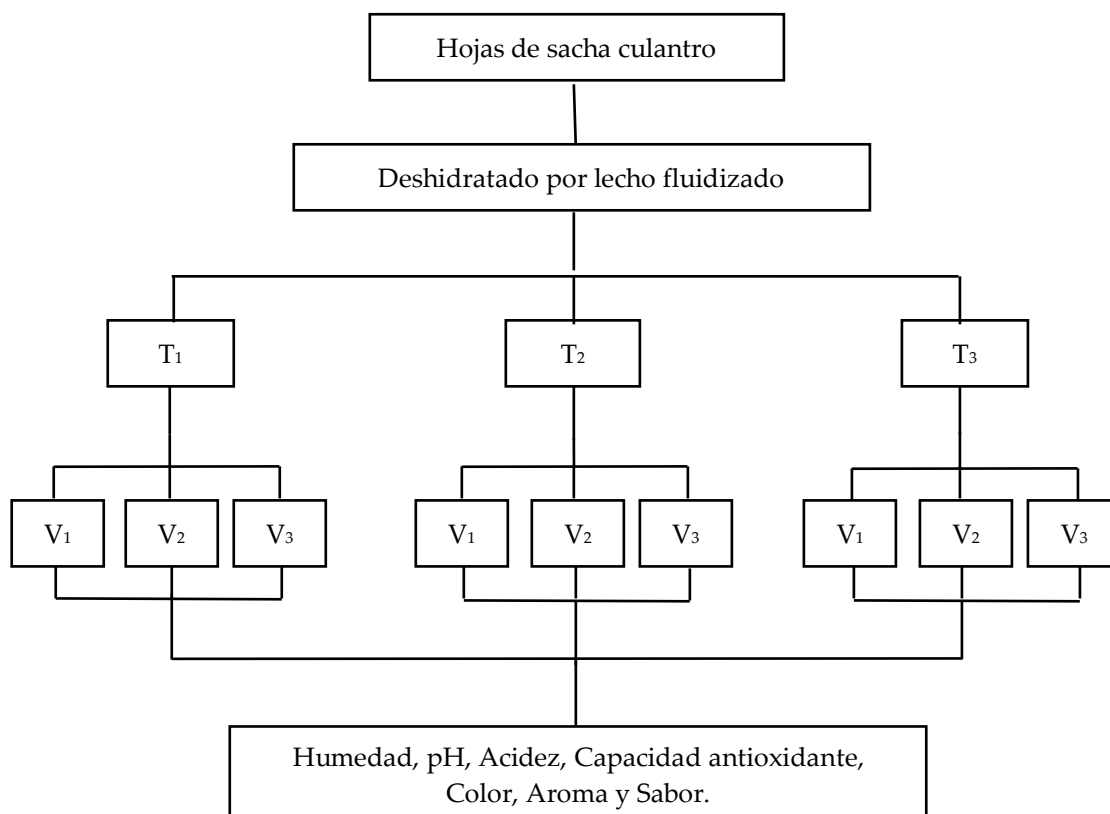 Hojas de sacha culantro
Deshidratado por lecho fluidizado
T1
T2
T3
V1
V2
V3
V1
V2
V3
V1
V2
V3
Humedad, pH, Acidez, Capacidad antioxidante,
Color, Aroma y Sabor.